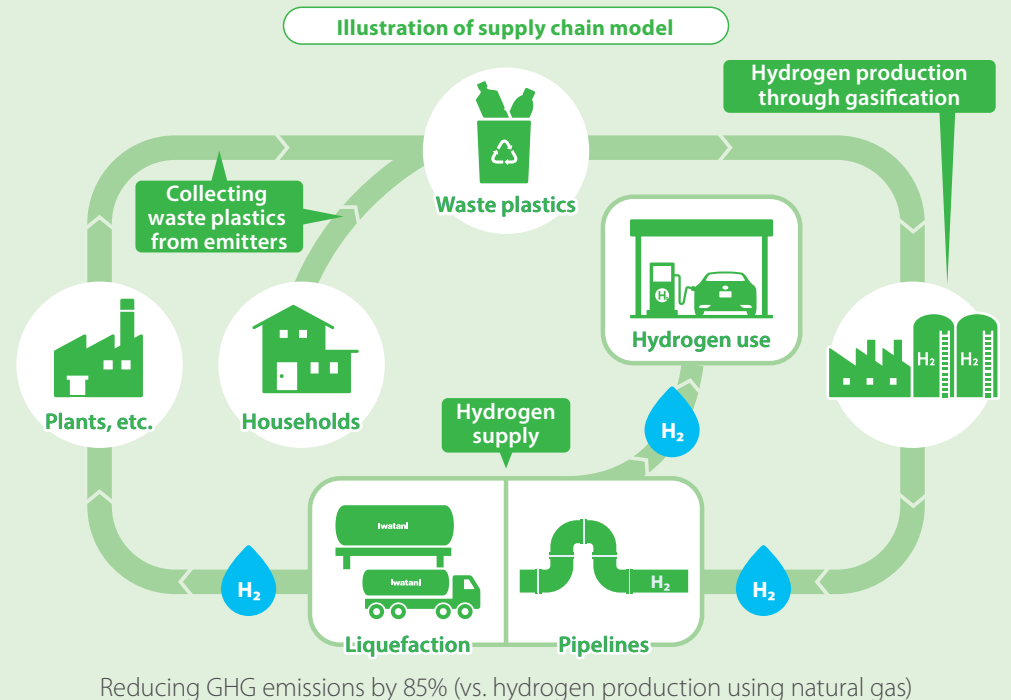 Illustration of supply chain model
Hydrogen production
through gasification
Collecting
waste plastics
from emitters
Waste plastics
H₂
Hydrogen use
H₂
H₂
Plants, etc.
Households
Hydrogen
supply
H₂
Iwatani
Iwatani
H₂
H₂
H₂
Liquefaction
Pipelines
Reducing GHG emissions by 85% (vs. hydrogen production using natural gas)